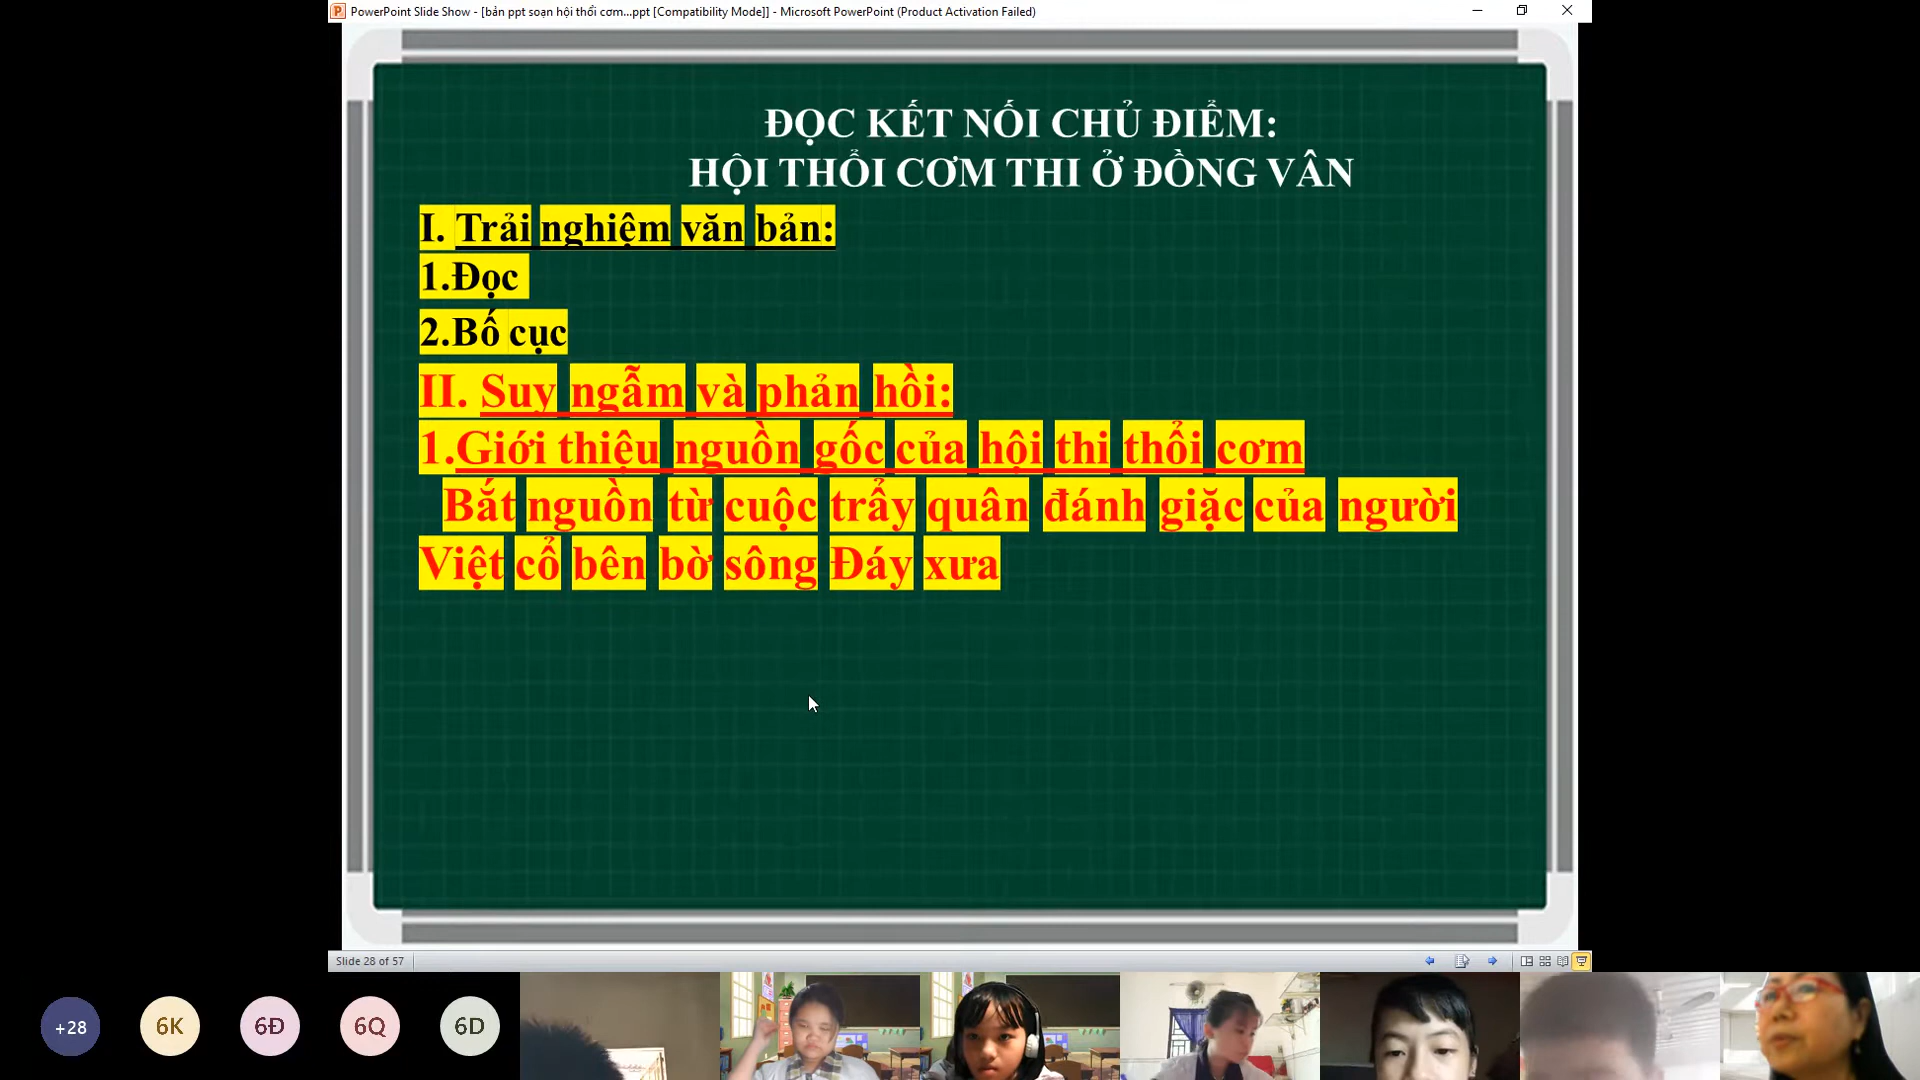 PowerPoint Slide Show - [bản ppt soạn hội thổi cơm...ppt [Compatibility Mode]] - Microsoft PowerPoint (Product Activation Failed)
ĐỌC KẾT NỐI CHỦ ĐIỂM:
HỘI THỔI CƠM THI Ở ĐỒNG VÂN
I. Trải nghiệm văn bản:
1.Đọc
2.Bố cục
II. Suy ngẫm và phản hồi:
1.Giới thiệu nguồn gốc của hội thi thổi cơm
Bắt nguồn từ cuộc trẩy quân đánh giặc của người
Việt cổ bên bờ sông Đáy xưa
Slide 28 of 57
+28 6K 6Đ 6Q 6D